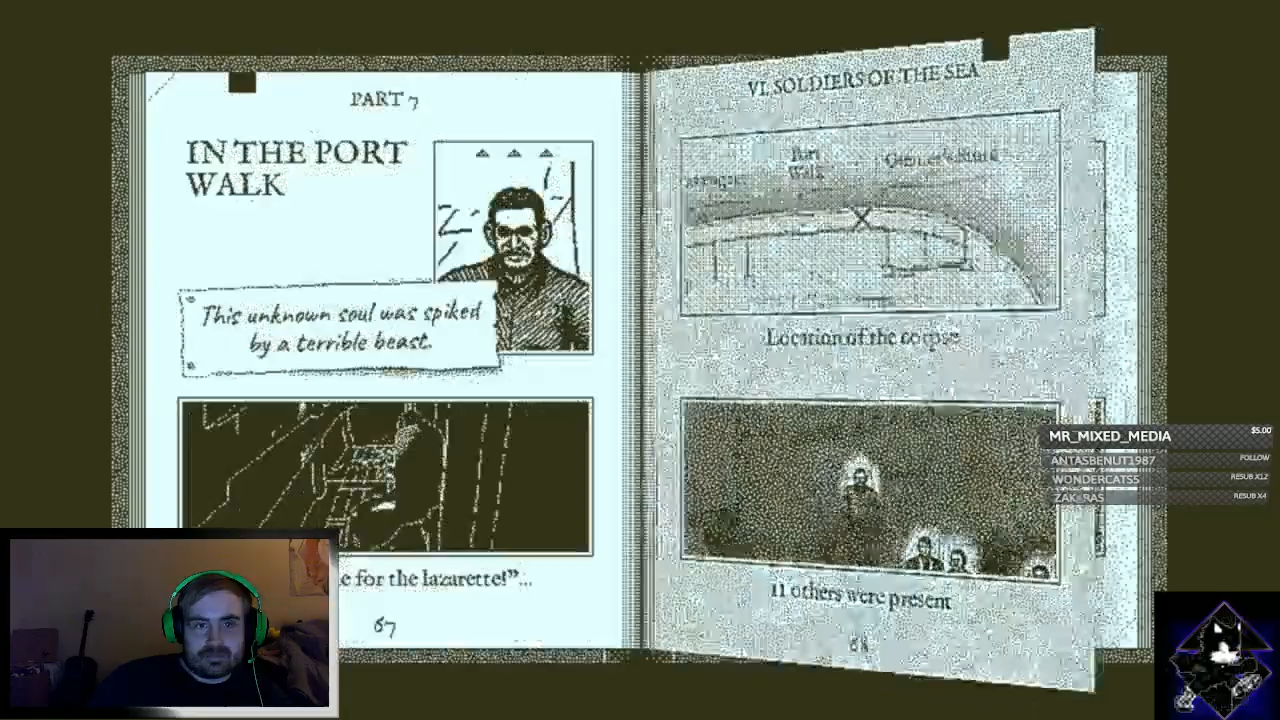 PART 7
IN THE PORT
WALK
This unknown soul was spiked
by a terrible beast.
e for the lazarette!"...
67
VI. SOLDIERS OF THE SEA
Port
Walk
Location of the corpse
11 others were present
68
MR_MIXED_MEDIA $5.00
ANTASBENUT1987 FOLLOW
WONDERCATSS RESUB X12
ZAK_RAS RESUB X4